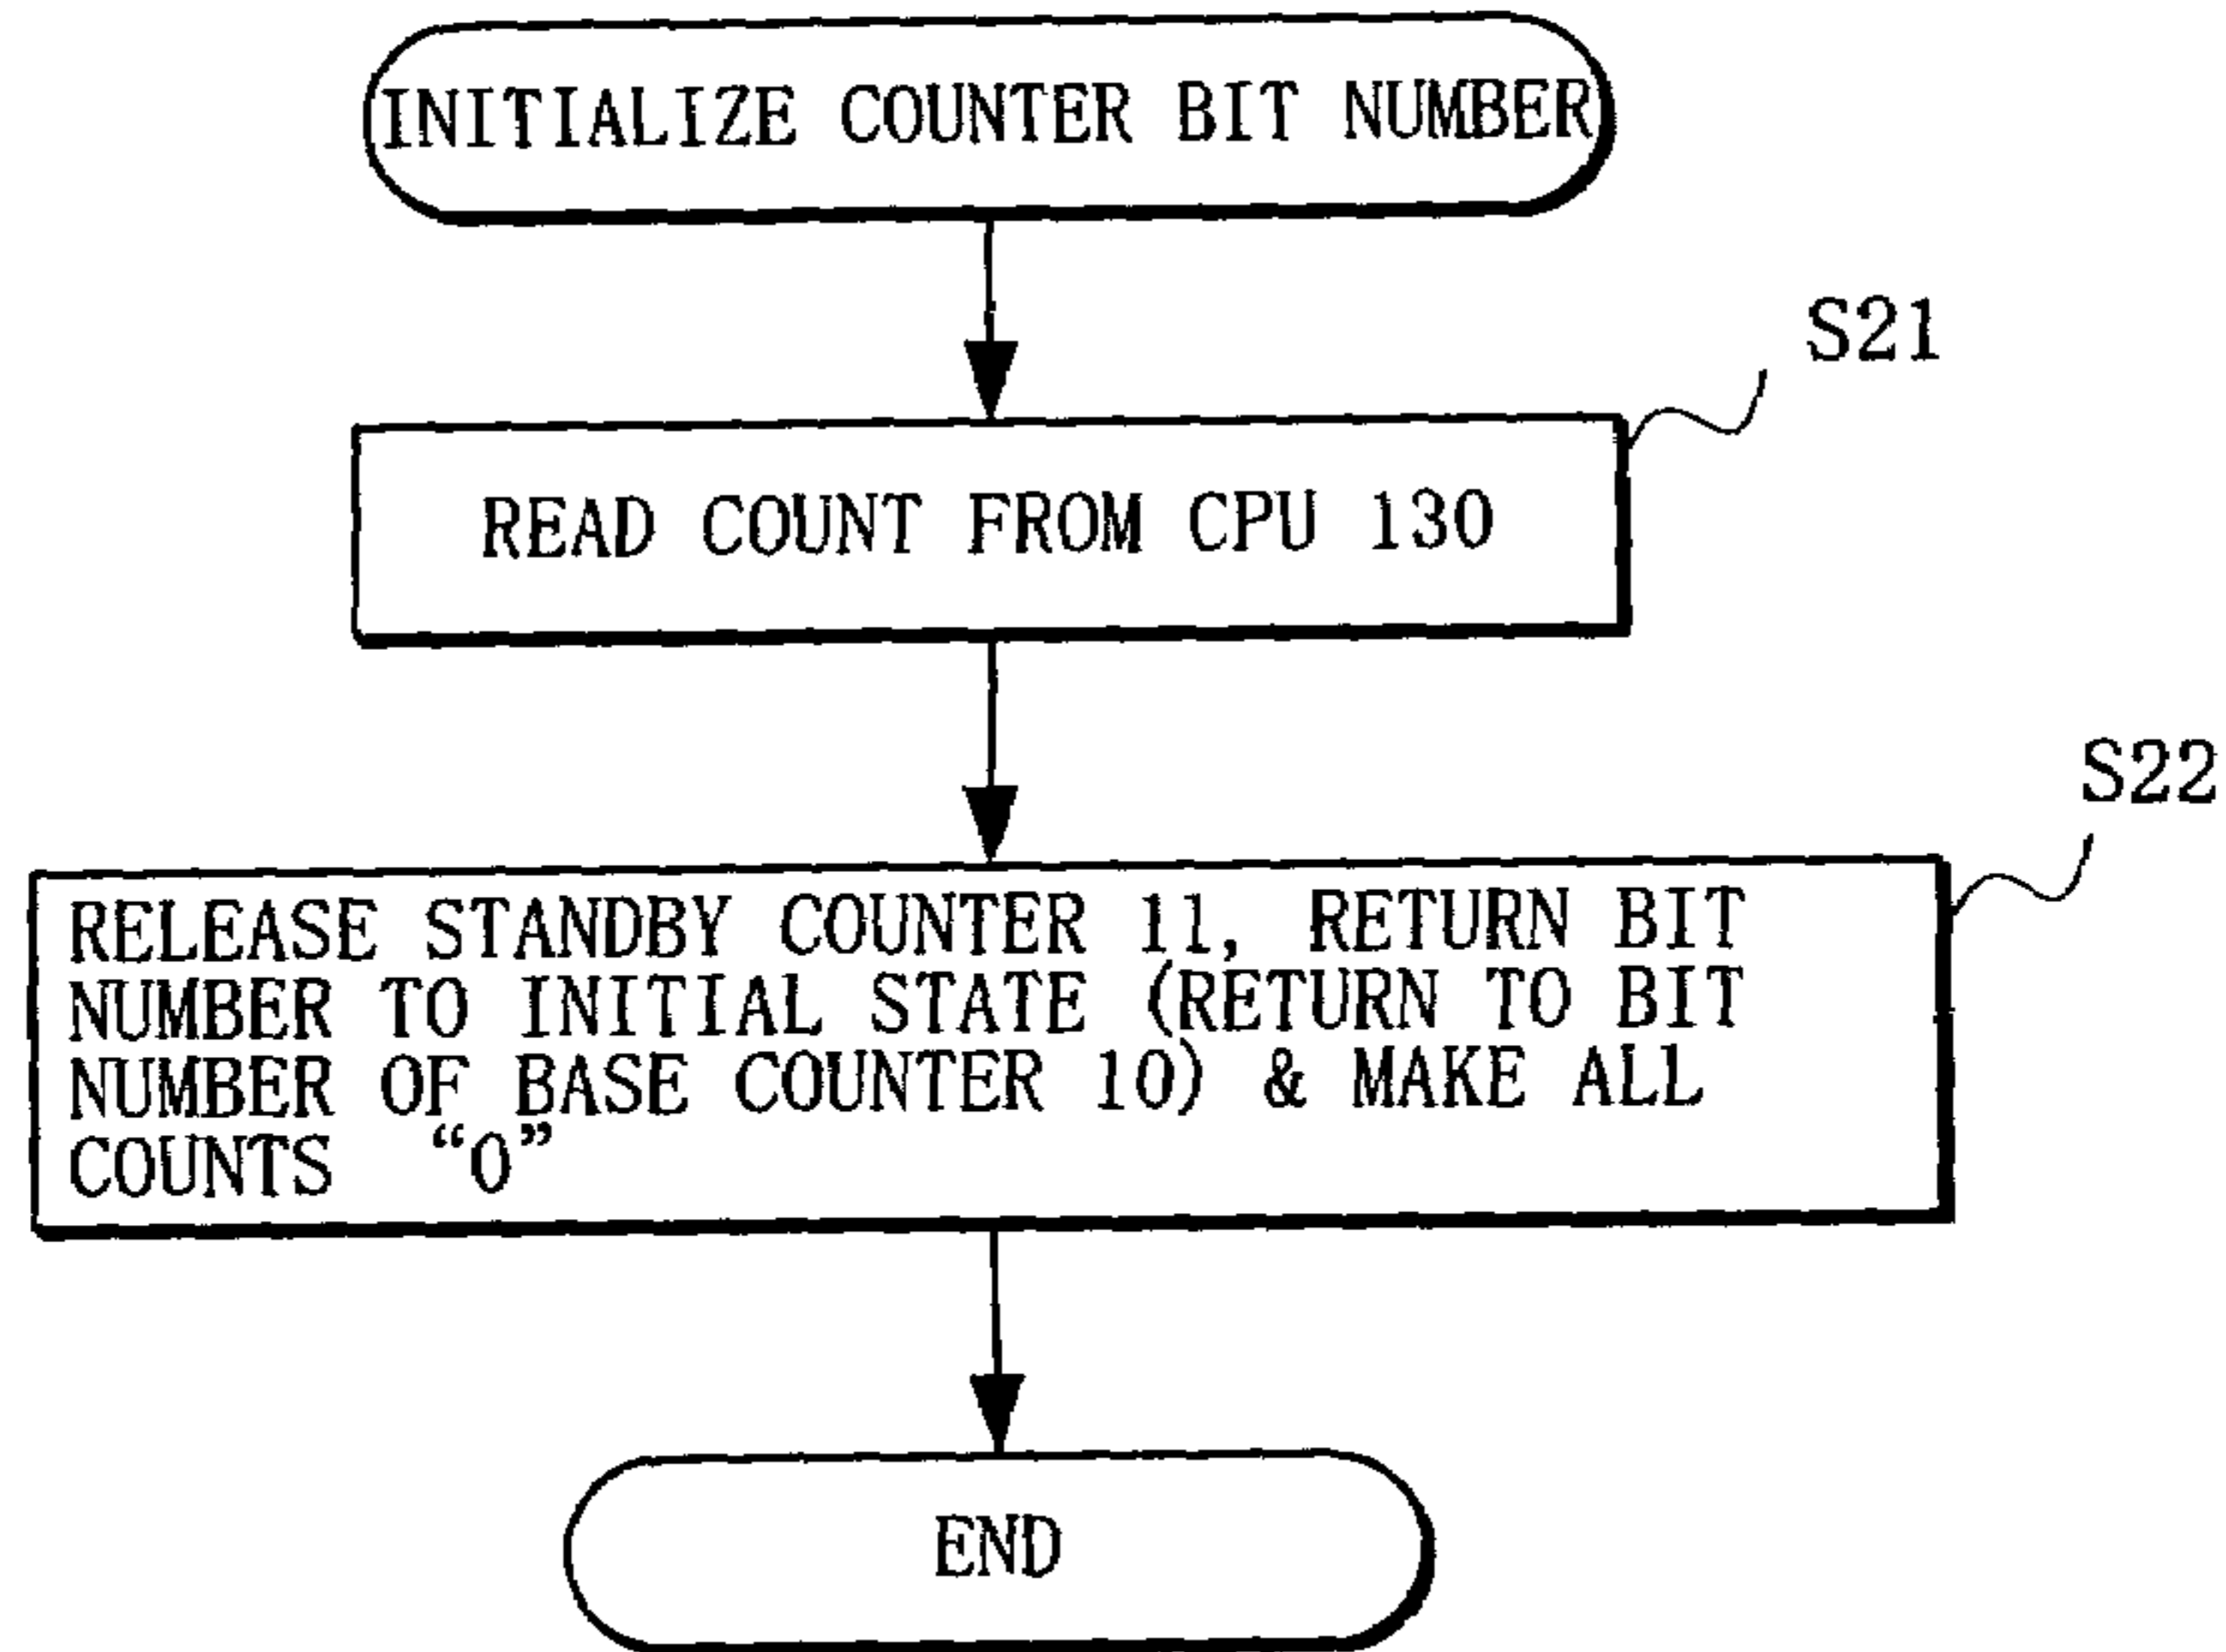 INITIALIZE COUNTER BIT NUMBER
S21
READ COUNT FROM CPU 130
S22
RELEASE STANDBY COUNTER 11, RETURN BIT
NUMBER TO INITIAL STATE (RETURN TO BIT
NUMBER OF BASE COUNTER 10) & MAKE ALL
COUNTS “0”
END